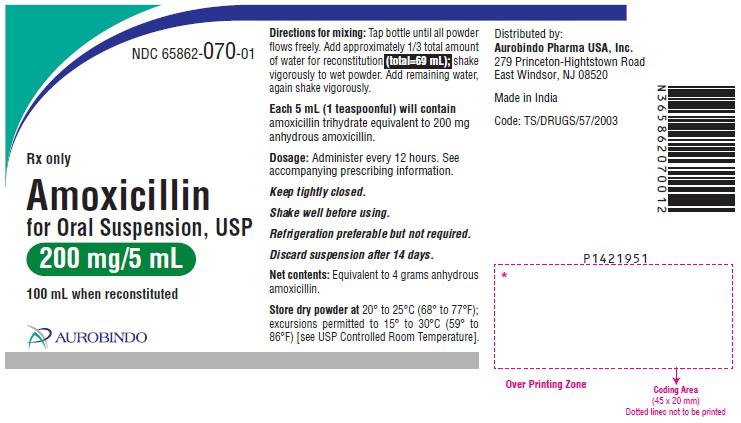 NDC 65862-070-01
Rx only
Amoxicillin
for Oral Suspension, USP
200 mg/5 mL
100 mL when reconstituted
AUROBINDO
Directions for mixing: Tap bottle until all powder
flows freely. Add approximately 1/3 total amount
of water for reconstitution (total=69 mL); shake
vigorously to wet powder. Add remaining water,
again shake vigorously.
Each 5 mL (1 teaspoonful) will contain
amoxicillin trihydrate equivalent to 200 mg
anhydrous amoxicillin.
Dosage: Administer every 12 hours. See
accompanying prescribing information.
Keep tightly closed.
Shake well before using.
Refrigeration preferable but not required.
Discard suspension after 14 days.
Net contents: Equivalent to 4 grams anhydrous
amoxicillin.
Store dry powder at 20° to 25°C (68° to 77°F);
excursions permitted to 15° to 30°C (59° to
86°F) [see USP Controlled Room Temperature].
Distributed by:
Aurobindo Pharma USA, Inc.
279 Princeton-Hightstown Road
East Windsor, NJ 08520
Made in India
Code: TS/DRUGS/57/2003
N365862070012
P1421951
*
Over Printing Zone
Coding Area
(45 x 20 mm)
Dotted lines not to be printed